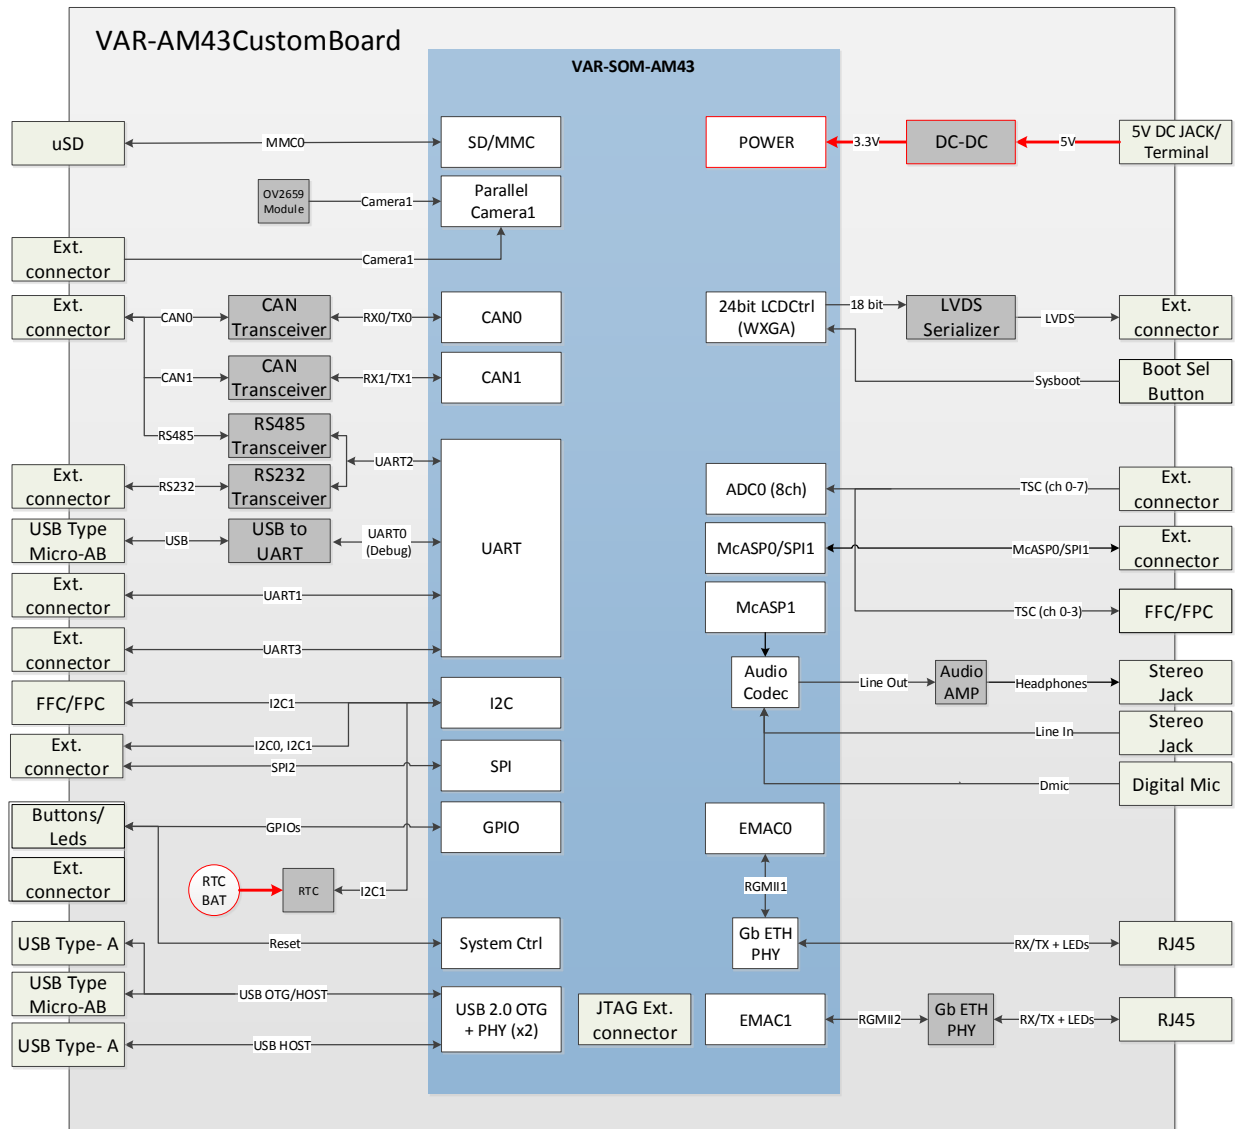 VAR-AM43CustomBoard
VAR-SOM-AM43
uSD
MMC0
SD/MMC
POWER
3.3V
DC-DC
5V
5V DC JACK/
Terminal
OV2659
Module
Camera1
Parallel
Camera1
Ext.
connector
Camera1
Ext.
connector
CAN0
CAN
Transceiver
RX0/TX0
CAN0
24bit LCDCtrl
(WXGA)
18 bit
LVDS
Serializer
LVDS
Ext.
connector
CAN1
CAN
Transceiver
RX1/TX1
CAN1
Sysboot
Boot Sel
Button
RS485
RS485
Transceiver
UART2
Ext.
connector
RS232
RS232
Transceiver
UART
ADC0 (8ch)
TSC (ch 0-7)
Ext.
connector
USB Type
Micro-AB
USB
USB to
UART
UART0
(Debug)
McASP0/SPI1
McASP0/SPI1
Ext.
connector
Ext.
connector
UART1
McASP1
TSC (ch 0-3)
FFC/FPC
Ext.
connector
UART3
Audio
Codec
Line Out
Audio
AMP
Headphones
Stereo
Jack
FFC/FPC
I2C1
I2C
Line In
Stereo
Jack
Ext.
connector
I2C0, I2C1
SPI2
SPI
Dmic
Digital Mic
Buttons/
Leds
GPIOs
GPIO
EMAC0
Ext.
connector
RTC
BAT
RTC
I2C1
RGMII1
USB Type- A
Reset
System Ctrl
Gb ETH
PHY
RX/TX + LEDs
RJ45
USB Type
Micro-AB
USB OTG/HOST
USB 2.0 OTG
+ PHY (x2)
JTAG Ext.
connector
EMAC1
RGMII2
Gb ETH
PHY
RX/TX + LEDs
RJ45
USB Type- A
USB HOST